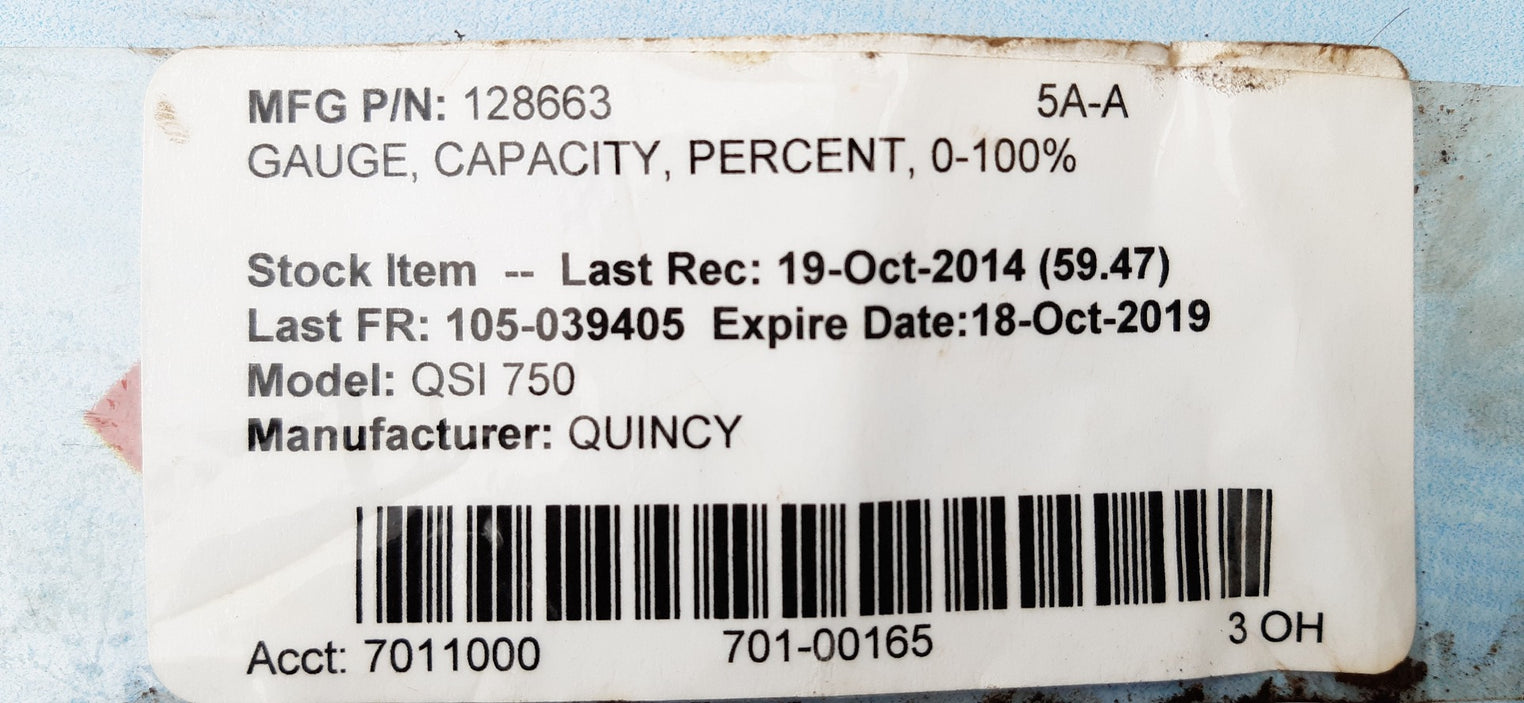 MFG P/N: 128663 5A-A
GAUGE, CAPACITY, PERCENT, 0-100%
Stock Item -- Last Rec: 19-Oct-2014 (59.47)
Last FR: 105-039405 Expire Date:18-Oct-2019
Model: QSI 750
Manufacturer: QUINCY
Acct: 7011000 701-00165 3 OH